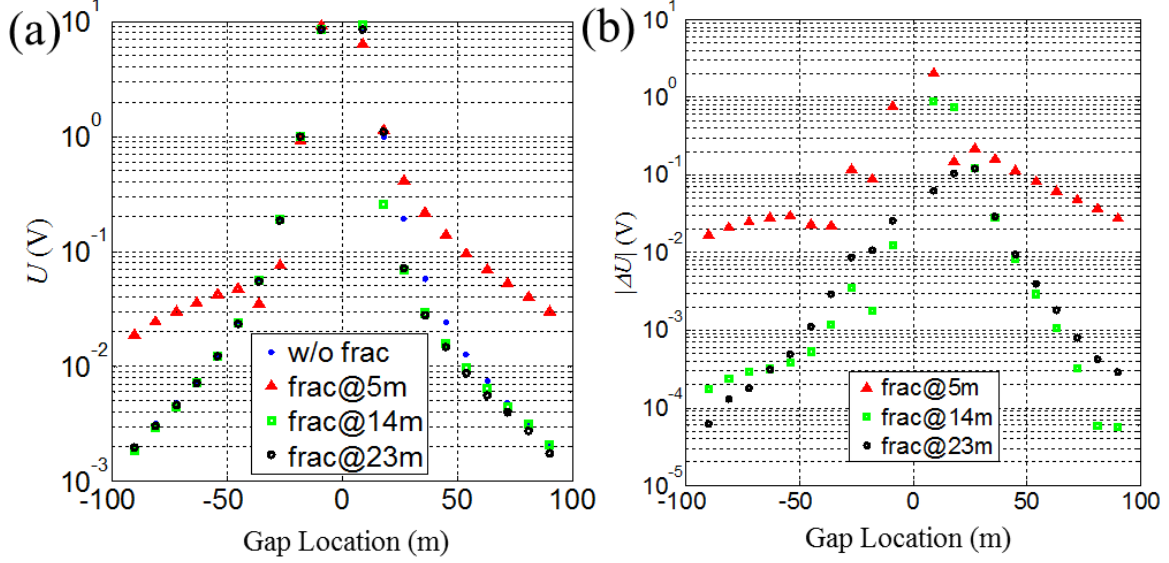 (a)
10^1
10^0
10^-1
10^-2
10^-3
U (V)
w/o frac
frac@5m
frac@14m
frac@23m
-100
-50
0
50
100
Gap Location (m)
(b)
10^1
10^0
10^-1
10^-2
10^-3
10^-4
10^-5
|ΔU| (V)
frac@5m
frac@14m
frac@23m
-100
-50
0
50
100
Gap Location (m)